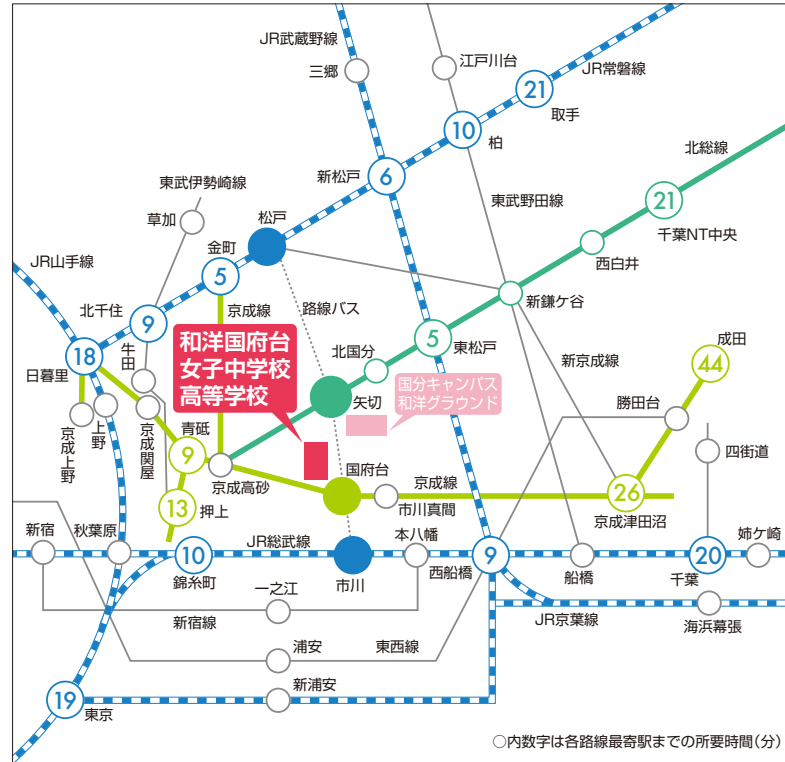 JR武蔵野線
三郷
江戸川台
JR常磐線
21
取手
10
柏
北総線
東武伊勢崎線
草加
新松戸
6
東武野田線
21
千葉NT中央
松戸
金町
5
西白井
JR山手線
北千住
9
京成線
路線バス
新鎌ケ谷
18
日暮里
牛田
和洋国府台
女子中学校
高等学校
北国分
5
東松戸
新京成線
成田
44
矢切
国分キャンパス
和洋グラウンド
勝田台
京成上野
上野
京成関屋
青砥
9
京成高砂
国府台
京成線
四街道
13
押上
市川真間
26
京成津田沼
新宿
秋葉原
JR総武線
本八幡
姉ケ崎
10
錦糸町
市川
西船橋
9
船橋
20
千葉
一之江
新宿線
JR京葉線
海浜幕張
浦安
東西線
新浦安
19
東京
○内数字は各路線最寄駅までの所要時間(分)